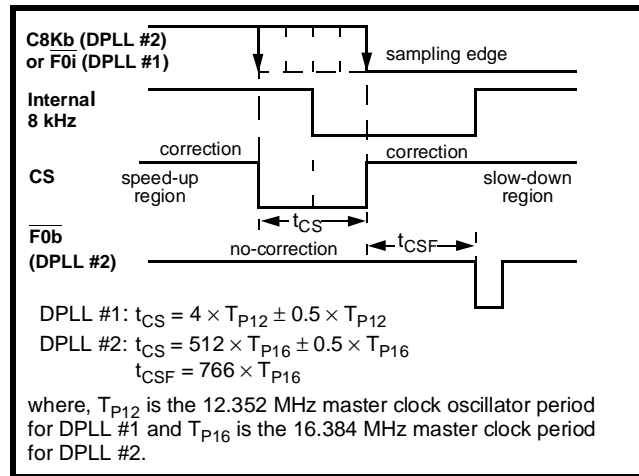 C8Kb (DPLL #2)
or F0i (DPLL #1)
sampling edge
Internal
8 kHz
correction
correction
CS
speed-up
region
slow-down
region
tCS
F0b
(DPLL #2)
no-correction
tCSF
DPLL #1: tCS = 4 × TP12 ± 0.5 × TP12
DPLL #2: tCS = 512 × TP16 ± 0.5 × TP16
tCSF = 766 × TP16
where, TP12 is the 12.352 MHz master clock oscillator period
for DPLL #1 and TP16 is the 16.384 MHz master clock period
for DPLL #2.